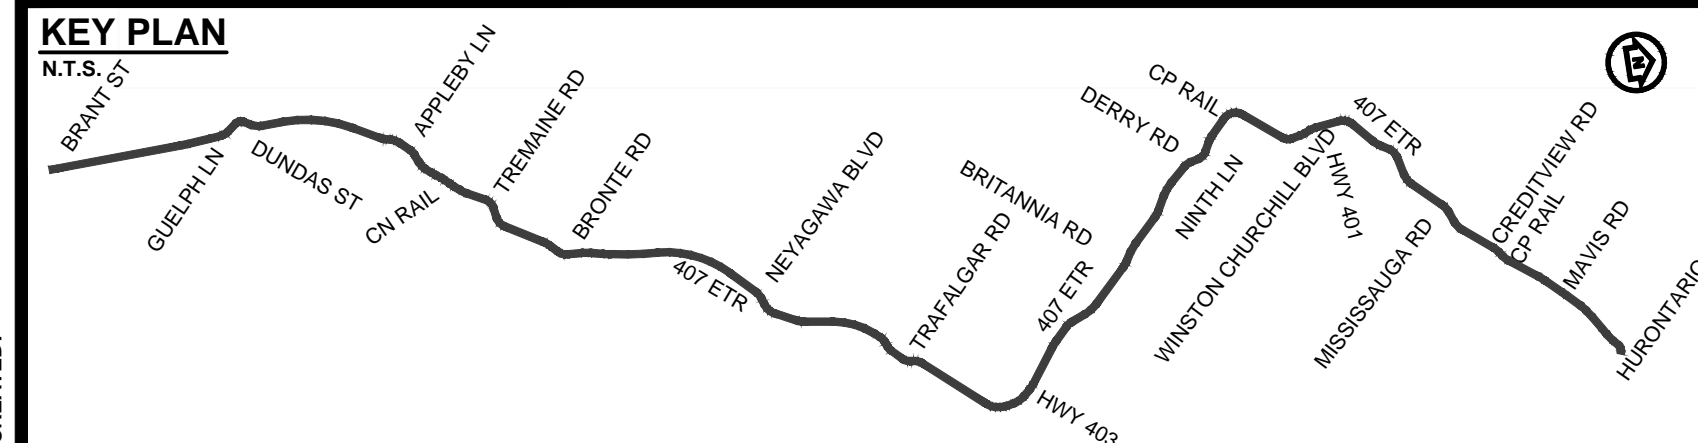 KEY PLAN
N.T.S.
BRANT ST
GUELPH LN
DUNDAS ST
APPLEBY LN
CN RAIL
TREMAINE RD
BRONTE RD
407 ETR
NEYAGAWA BLVD
TRAFALGAR RD
HWY 403
407 ETR
BRITANNIA RD
DERRY RD
CP RAIL
NINTH LN
WINSTON CHURCHILL BLVD
HWY 401
407 ETR
MISSISSAUGA RD
CREDITVIEW RD
CP RAIL
MAVIS RD
HURONTARIO
N